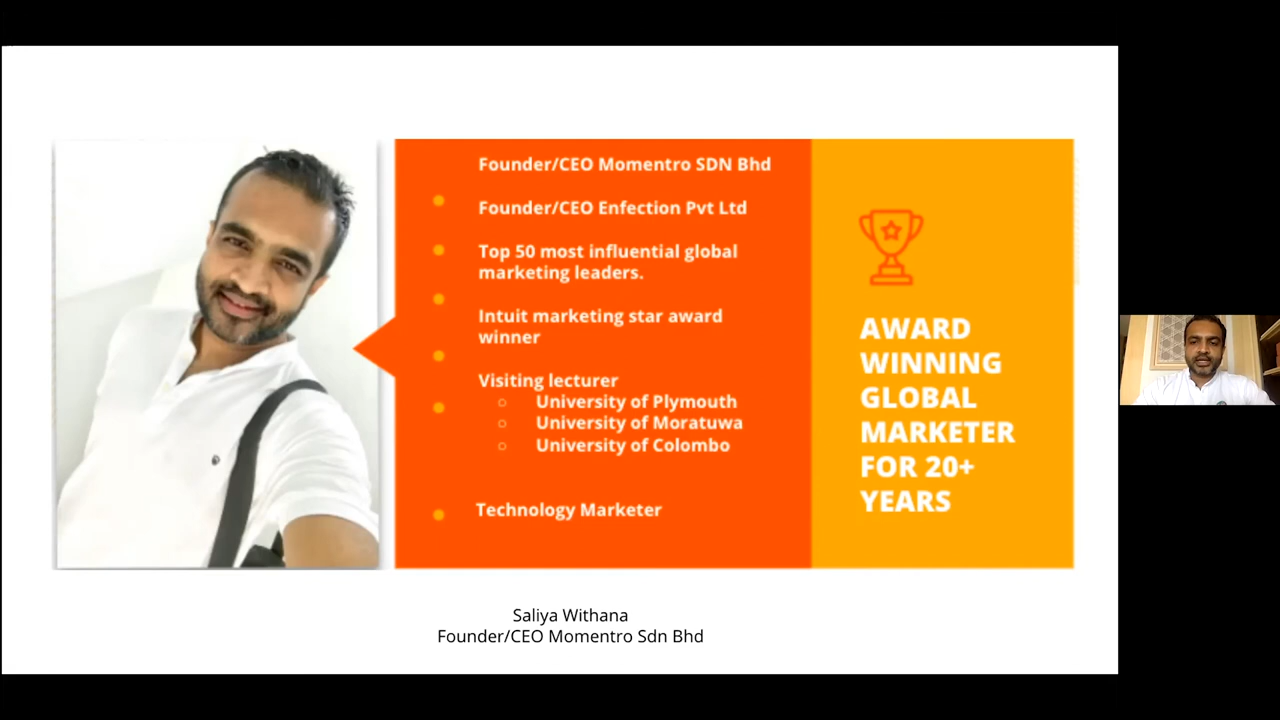 Founder/CEO Momentro SDN Bhd
Founder/CEO Enfection Pvt Ltd
Top 50 most influential global
marketing leaders.
Intuit marketing star award
winner
Visiting lecturer
University of Plymouth
University of Moratuwa
University of Colombo
Technology Marketer
AWARD
WINNING
GLOBAL
MARKETER
FOR 20+
YEARS
Saliya Withana
Founder/CEO Momentro Sdn Bhd